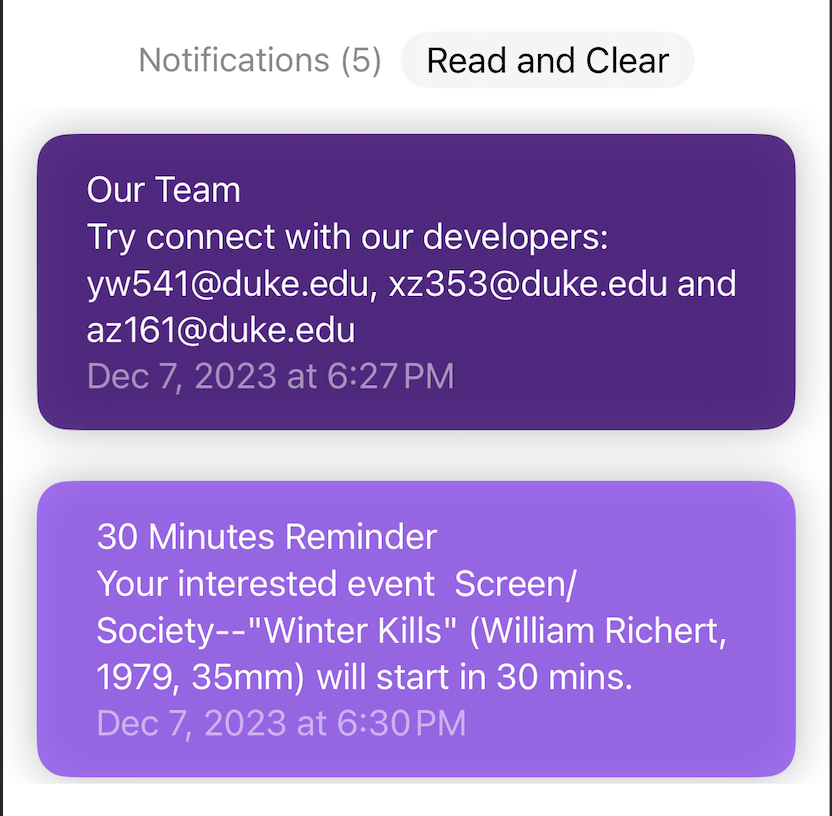 Notifications (5) Read and Clear
Our Team
Try connect with our developers:
yw541@duke.edu, xz353@duke.edu and
az161@duke.edu
Dec 7, 2023 at 6:27 PM
30 Minutes Reminder
Your interested event  Screen/
Society--"Winter Kills" (William Richert,
1979, 35mm) will start in 30 mins.
Dec 7, 2023 at 6:30 PM